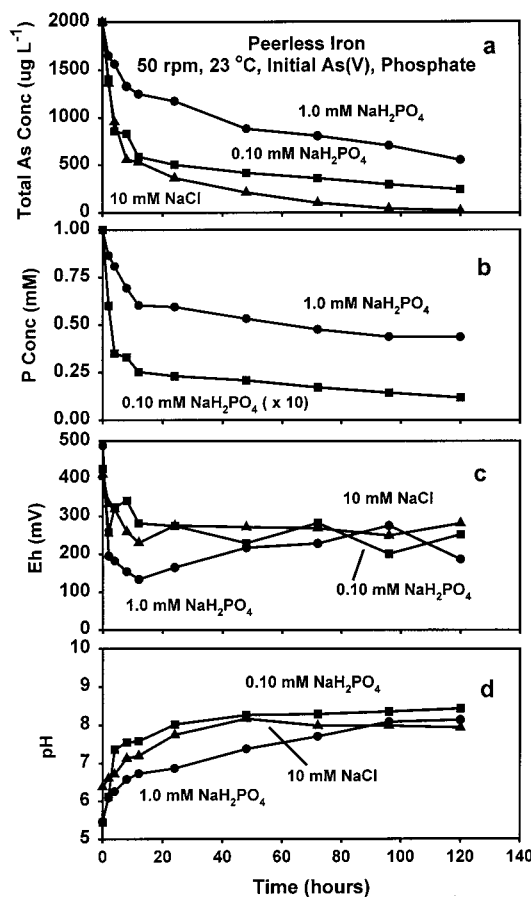 Peerless Iron
a
50 rpm, 23 °C, Initial As(V), Phosphate
Total As Conc (ug L⁻¹)
2000
1500
1000
500
0
1.0 mM NaH₂PO₄
0.10 mM NaH₂PO₄
10 mM NaCl
b
P Conc (mM)
1.00
0.75
0.50
0.25
0.00
1.0 mM NaH₂PO₄
0.10 mM NaH₂PO₄ ( x 10)
c
Eh (mV)
500
400
300
200
100
0
10 mM NaCl
0.10 mM NaH₂PO₄
1.0 mM NaH₂PO₄
d
pH
10
9
8
7
6
5
0.10 mM NaH₂PO₄
10 mM NaCl
1.0 mM NaH₂PO₄
0
20
40
60
80
100
120
140
Time (hours)